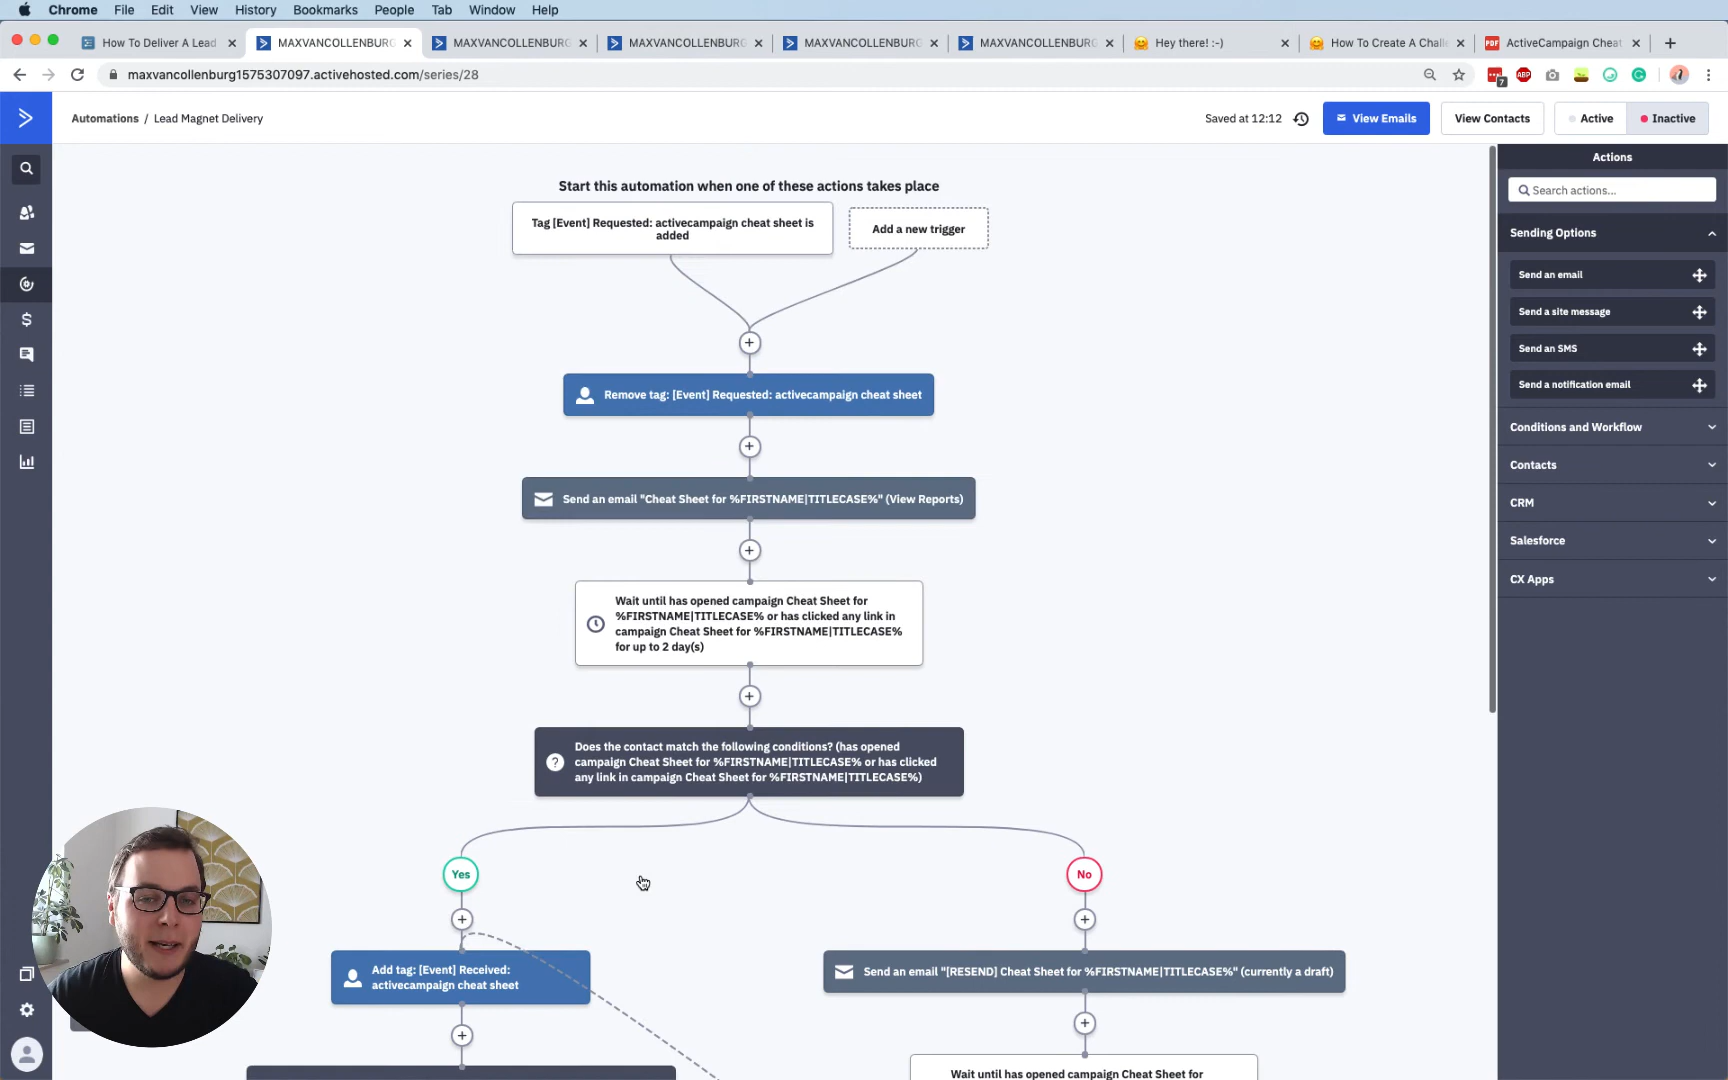 Chrome File Edit View History Bookmarks People Tab Window Help
How To Deliver A Lead
MAXVANCOLLENBURG
MAXVANCOLLENBURG
MAXVANCOLLENBURG
MAXVANCOLLENBURG
MAXVANCOLLENBURG
Hey there! :-)
How To Create A Chall
PDF
ActiveCampaign Cheat
maxvancollenburg1575307097.activehosted.com/series/28
7
ABP
Automations / Lead Magnet Delivery
Saved at 12:12
View Emails
View Contacts
Active
Inactive
Start this automation when one of these actions takes place
Tag [Event] Requested: activecampaign cheat sheet is
added
Add a new trigger
Remove tag: [Event] Requested: activecampaign cheat sheet
Send an email "Cheat Sheet for %FIRSTNAME|TITLECASE%" (View Reports)
Wait until has opened campaign Cheat Sheet for
%FIRSTNAME|TITLECASE% or has clicked any link in
campaign Cheat Sheet for %FIRSTNAME|TITLECASE%
for up to 2 day(s)
Does the contact match the following conditions? (has opened
campaign Cheat Sheet for %FIRSTNAME|TITLECASE% or has clicked
any link in campaign Cheat Sheet for %FIRSTNAME|TITLECASE%)
Yes
No
Add tag: [Event] Received:
activecampaign cheat sheet
Send an email "[RESEND] Cheat Sheet for %FIRSTNAME|TITLECASE%" (currently a draft)
Wait until has opened campaign Cheat Sheet for
Actions
Search actions...
Sending Options
Send an email
Send a site message
Send an SMS
Send a notification email
Conditions and Workflow
Contacts
CRM
Salesforce
CX Apps